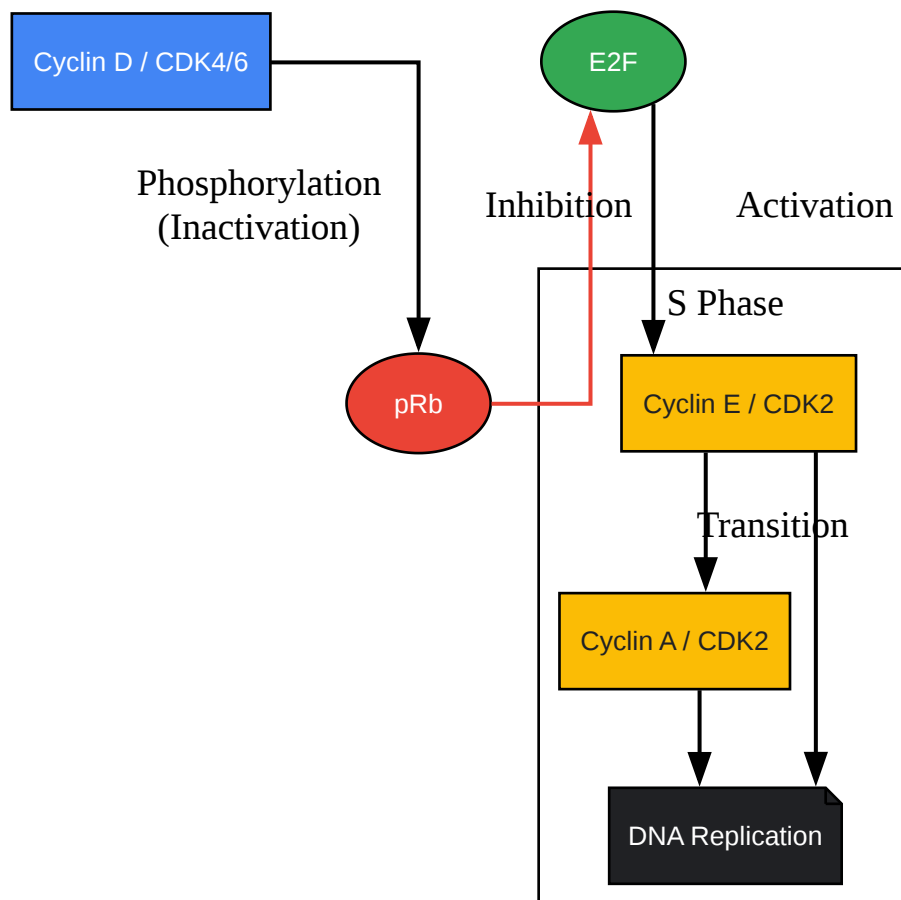 Cyclin D / CDK4/6
E2F
Phosphorylation
(Inactivation)
Inhibition
Activation
S Phase
pRb
Cyclin E / CDK2
Transition
Cyclin A / CDK2
DNA Replication